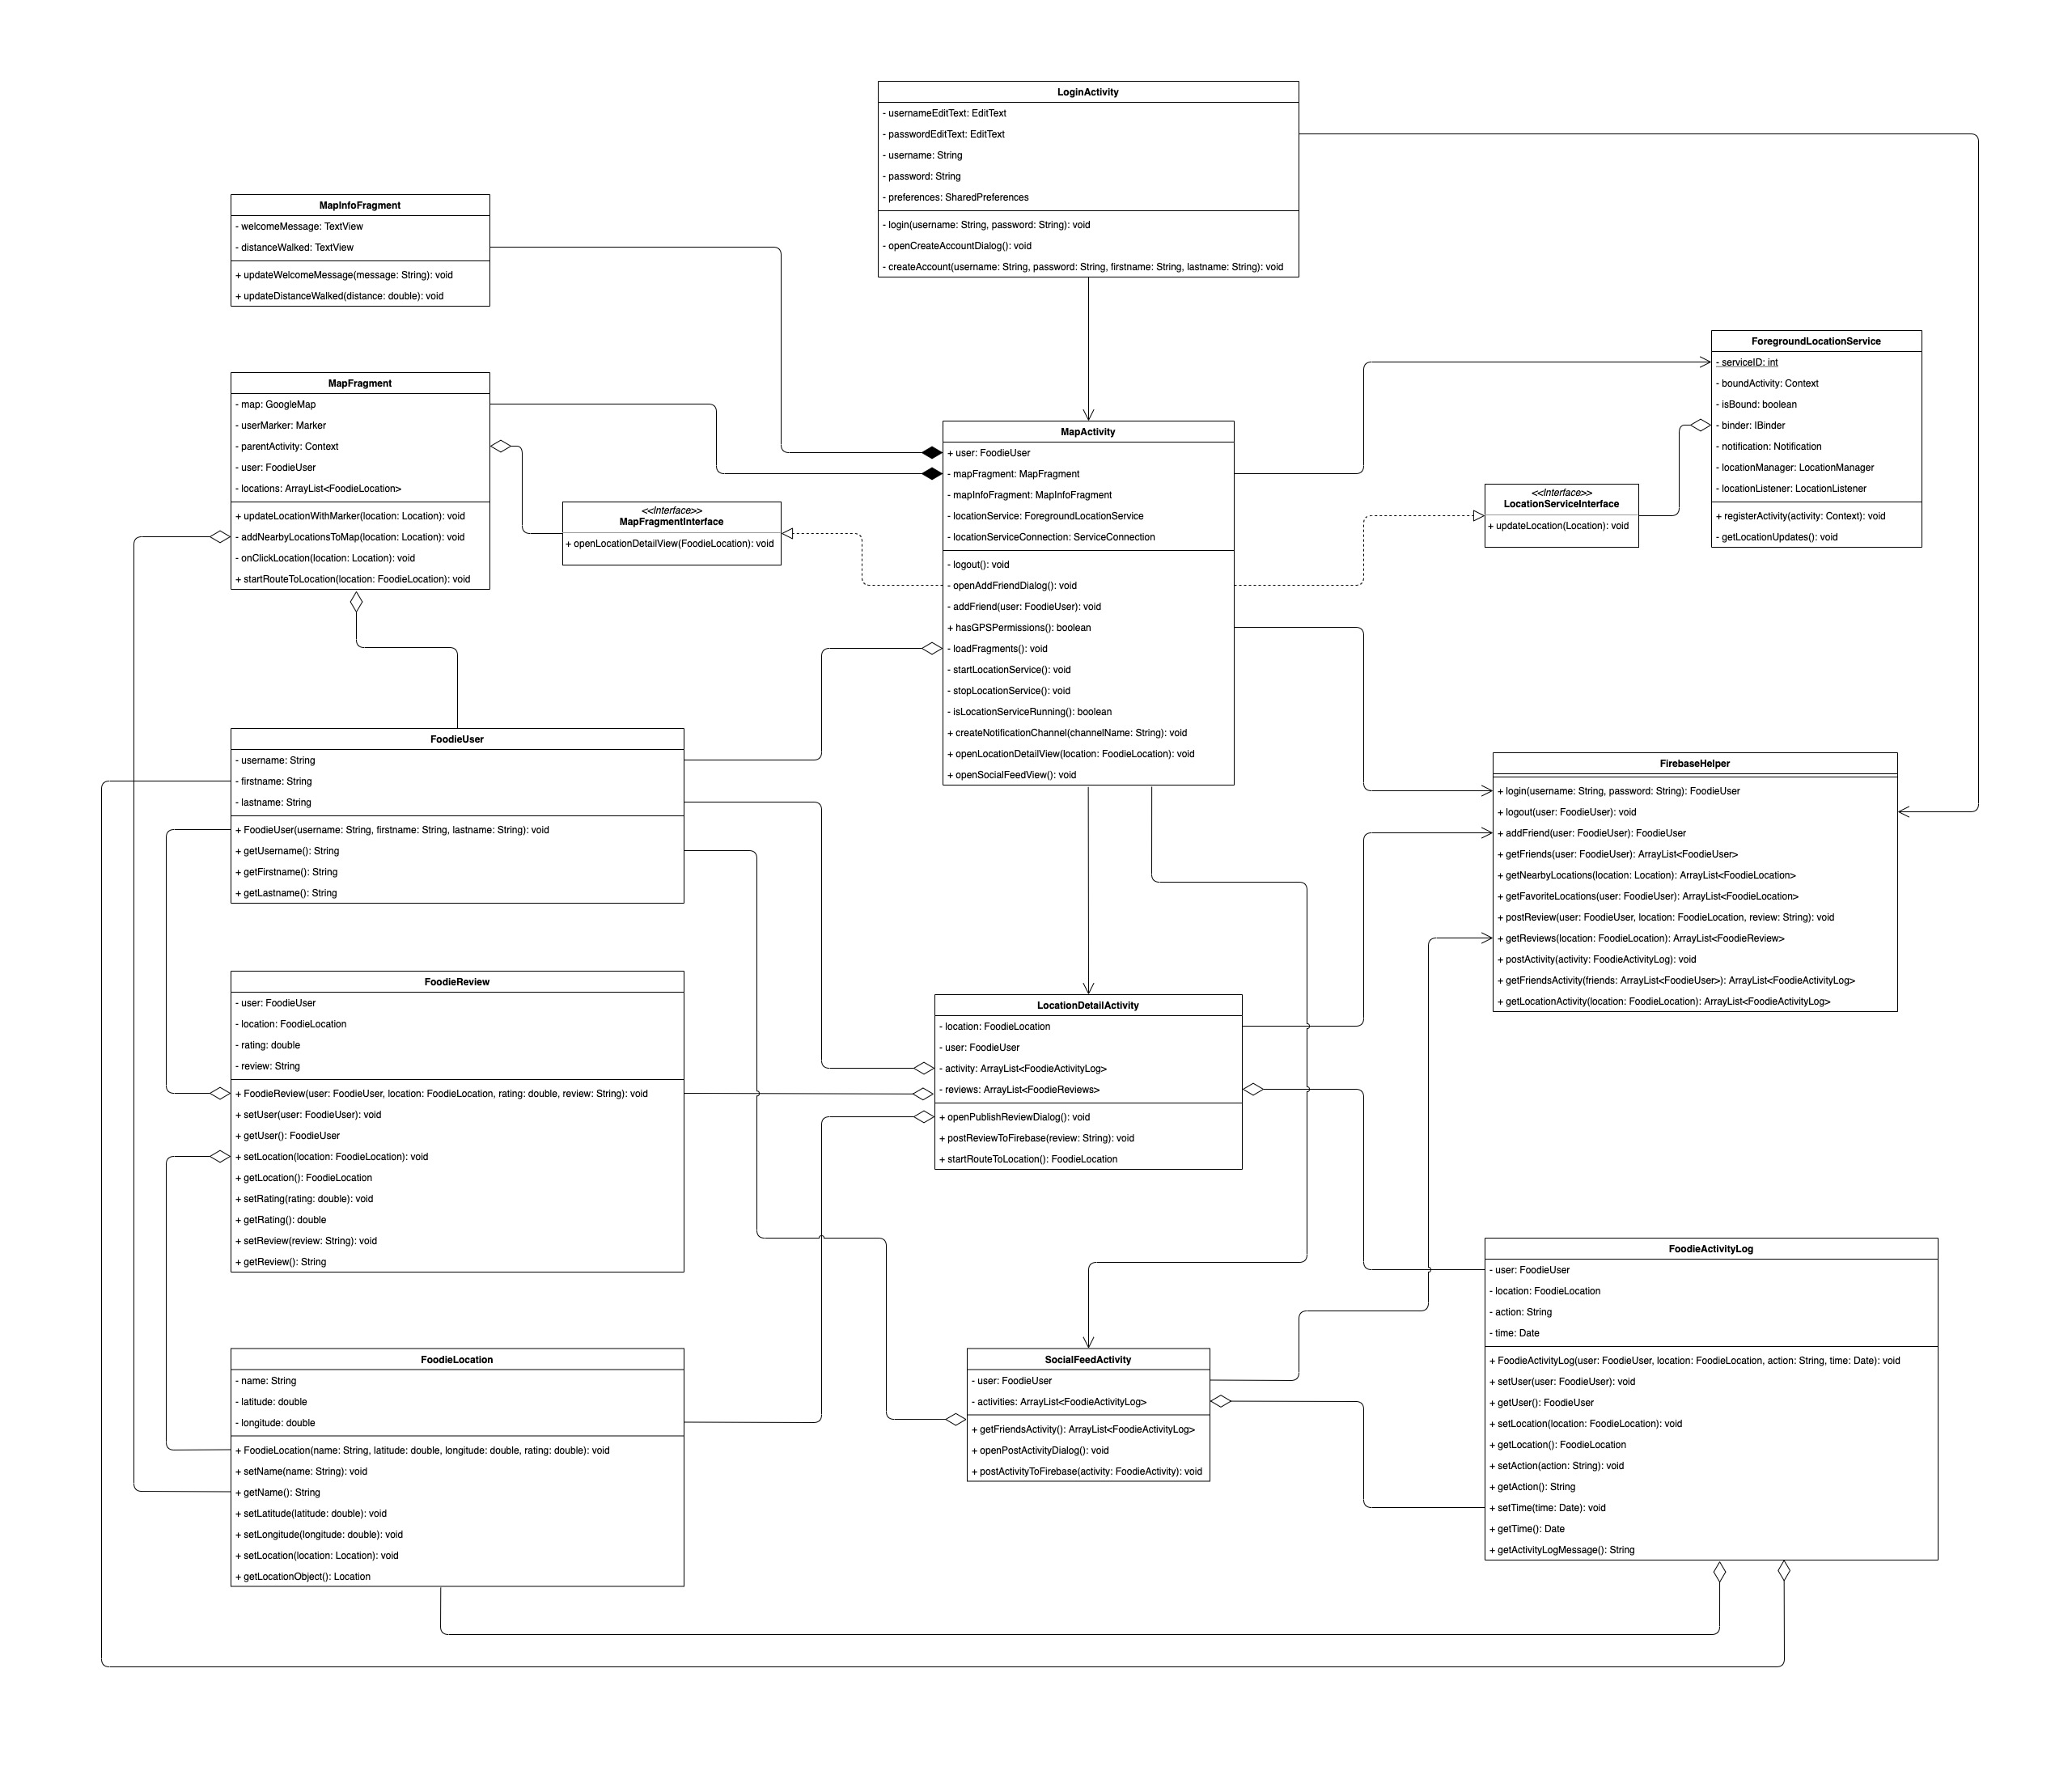 LoginActivity
- usernameEditText: EditText
- passwordEditText: EditText
- username: String
- password: String
- preferences: SharedPreferences
- login(username: String, password: String): void
- openCreateAccountDialog(): void
- createAccount(username: String, password: String, firstname: String, lastname: String): void
MapInfoFragment
- welcomeMessage: TextView
- distanceWalked: TextView
+ updateWelcomeMessage(message: String): void
+ updateDistanceWalked(distance: double): void
MapFragment
- map: GoogleMap
- userMarker: Marker
- parentActivity: Context
- user: FoodieUser
- locations: ArrayList<FoodieLocation>
+ updateLocationWithMarker(location: Location): void
- addNearbyLocationsToMap(location: Location): void
- onClickLocation(location: Location): void
+ startRouteToLocation(location: FoodieLocation): void
<<Interface>>
MapFragmentInterface
+ openLocationDetailView(FoodieLocation): void
MapActivity
+ user: FoodieUser
- mapFragment: MapFragment
- mapInfoFragment: MapInfoFragment
- locationService: ForegroundLocationService
- locationServiceConnection: ServiceConnection
- logout(): void
- openAddFriendDialog(): void
- addFriend(user: FoodieUser): void
+ hasGPSPermissions(): boolean
- loadFragments(): void
- startLocationService(): void
- stopLocationService(): void
- isLocationServiceRunning(): boolean
+ createNotificationChannel(channelName: String): void
+ openLocationDetailView(location: FoodieLocation): void
+ openSocialFeedView(): void
<<Interface>>
LocationServiceInterface
+ updateLocation(Location): void
ForegroundLocationService
- serviceID: int
- boundActivity: Context
- isBound: boolean
- binder: IBinder
- notification: Notification
- locationManager: LocationManager
- locationListener: LocationListener
+ registerActivity(activity: Context): void
- getLocationUpdates(): void
FoodieUser
- username: String
- firstname: String
- lastname: String
+ FoodieUser(username: String, firstname: String, lastname: String): void
+ getUsername(): String
+ getFirstname(): String
+ getLastname(): String
FirebaseHelper
+ login(username: String, password: String): FoodieUser
+ logout(user: FoodieUser): void
+ addFriend(user: FoodieUser): FoodieUser
+ getFriends(user: FoodieUser): ArrayList<FoodieUser>
+ getNearbyLocations(location: Location): ArrayList<FoodieLocation>
+ getFavoriteLocations(user: FoodieUser): ArrayList<FoodieLocation>
+ postReview(user: FoodieUser, location: FoodieLocation, review: String): void
+ getReviews(location: FoodieLocation): ArrayList<FoodieReview>
+ postActivity(activity: FoodieActivityLog): void
+ getFriendsActivity(friends: ArrayList<FoodieUser>): ArrayList<FoodieActivityLog>
+ getLocationActivity(location: FoodieLocation): ArrayList<FoodieActivityLog>
FoodieReview
- user: FoodieUser
- location: FoodieLocation
- rating: double
- review: String
+ FoodieReview(user: FoodieUser, location: FoodieLocation, rating: double, review: String): void
+ setUser(user: FoodieUser): void
+ getUser(): FoodieUser
+ setLocation(location: FoodieLocation): void
+ getLocation(): FoodieLocation
+ setRating(rating: double): void
+ getRating(): double
+ setReview(review: String): void
+ getReview(): String
LocationDetailActivity
- location: FoodieLocation
- user: FoodieUser
- activity: ArrayList<FoodieActivityLog>
- reviews: ArrayList<FoodieReviews>
+ openPublishReviewDialog(): void
+ postReviewToFirebase(review: String): void
+ startRouteToLocation(): FoodieLocation
FoodieLocation
- name: String
- latitude: double
- longitude: double
+ FoodieLocation(name: String, latitude: double, longitude: double, rating: double): void
+ setName(name: String): void
+ getName(): String
+ setLatitude(latitude: double): void
+ setLongitude(longitude: double): void
+ setLocation(location: Location): void
+ getLocationObject(): Location
SocialFeedActivity
- user: FoodieUser
- activities: ArrayList<FoodieActivityLog>
+ getFriendsActivity(): ArrayList<FoodieActivityLog>
+ openPostActivityDialog(): void
+ postActivityToFirebase(activity: FoodieActivity): void
FoodieActivityLog
- user: FoodieUser
- location: FoodieLocation
- action: String
- time: Date
+ FoodieActivityLog(user: FoodieUser, location: FoodieLocation, action: String, time: Date): void
+ setUser(user: FoodieUser): void
+ getUser(): FoodieUser
+ setLocation(location: FoodieLocation): void
+ getLocation(): FoodieLocation
+ setAction(action: String): void
+ getAction(): String
+ setTime(time: Date): void
+ getTime(): Date
+ getActivityLogMessage(): String